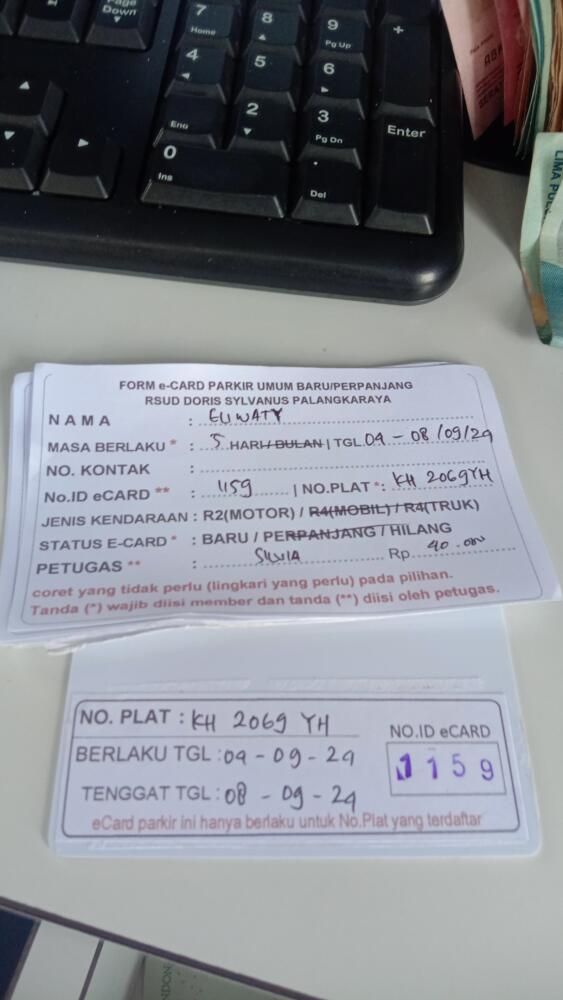 Page
Down
7
Home
8
9
Pg Up
+
4
5
6
End
2
3
Pg Dn
Enter
0
Ins
.
Del
LIMA PUL
FORM e-CARD PARKIR UMUM BARU/PERPANJANG
RSUD DORIS SYLVANUS PALANGKARAYA
NAMA : ELIWATY
MASA BERLAKU * : 5 HARI/ BULAN | TGL. 04 - 08/09/24
NO. KONTAK :
No.ID eCARD ** : 1159 | NO.PLAT *: KH 2069 YH
JENIS KENDARAAN : R2(MOTOR) / R4(MOBIL) / R4(TRUK)
STATUS E-CARD * : BARU / PERPANJANG / HILANG
PETUGAS ** : SILVIA Rp. 40.000
coret yang tidak perlu (lingkari yang perlu) pada pilihan.
Tanda (*) wajib diisi member dan tanda (**) diisi oleh petugas.
NO. PLAT : KH 2069 YH
NO.ID eCARD
BERLAKU TGL : 04 - 09 - 24
1159
TENGGAT TGL : 08 - 09 - 24
eCard parkir ini hanya berlaku untuk No.Plat yang terdaftar